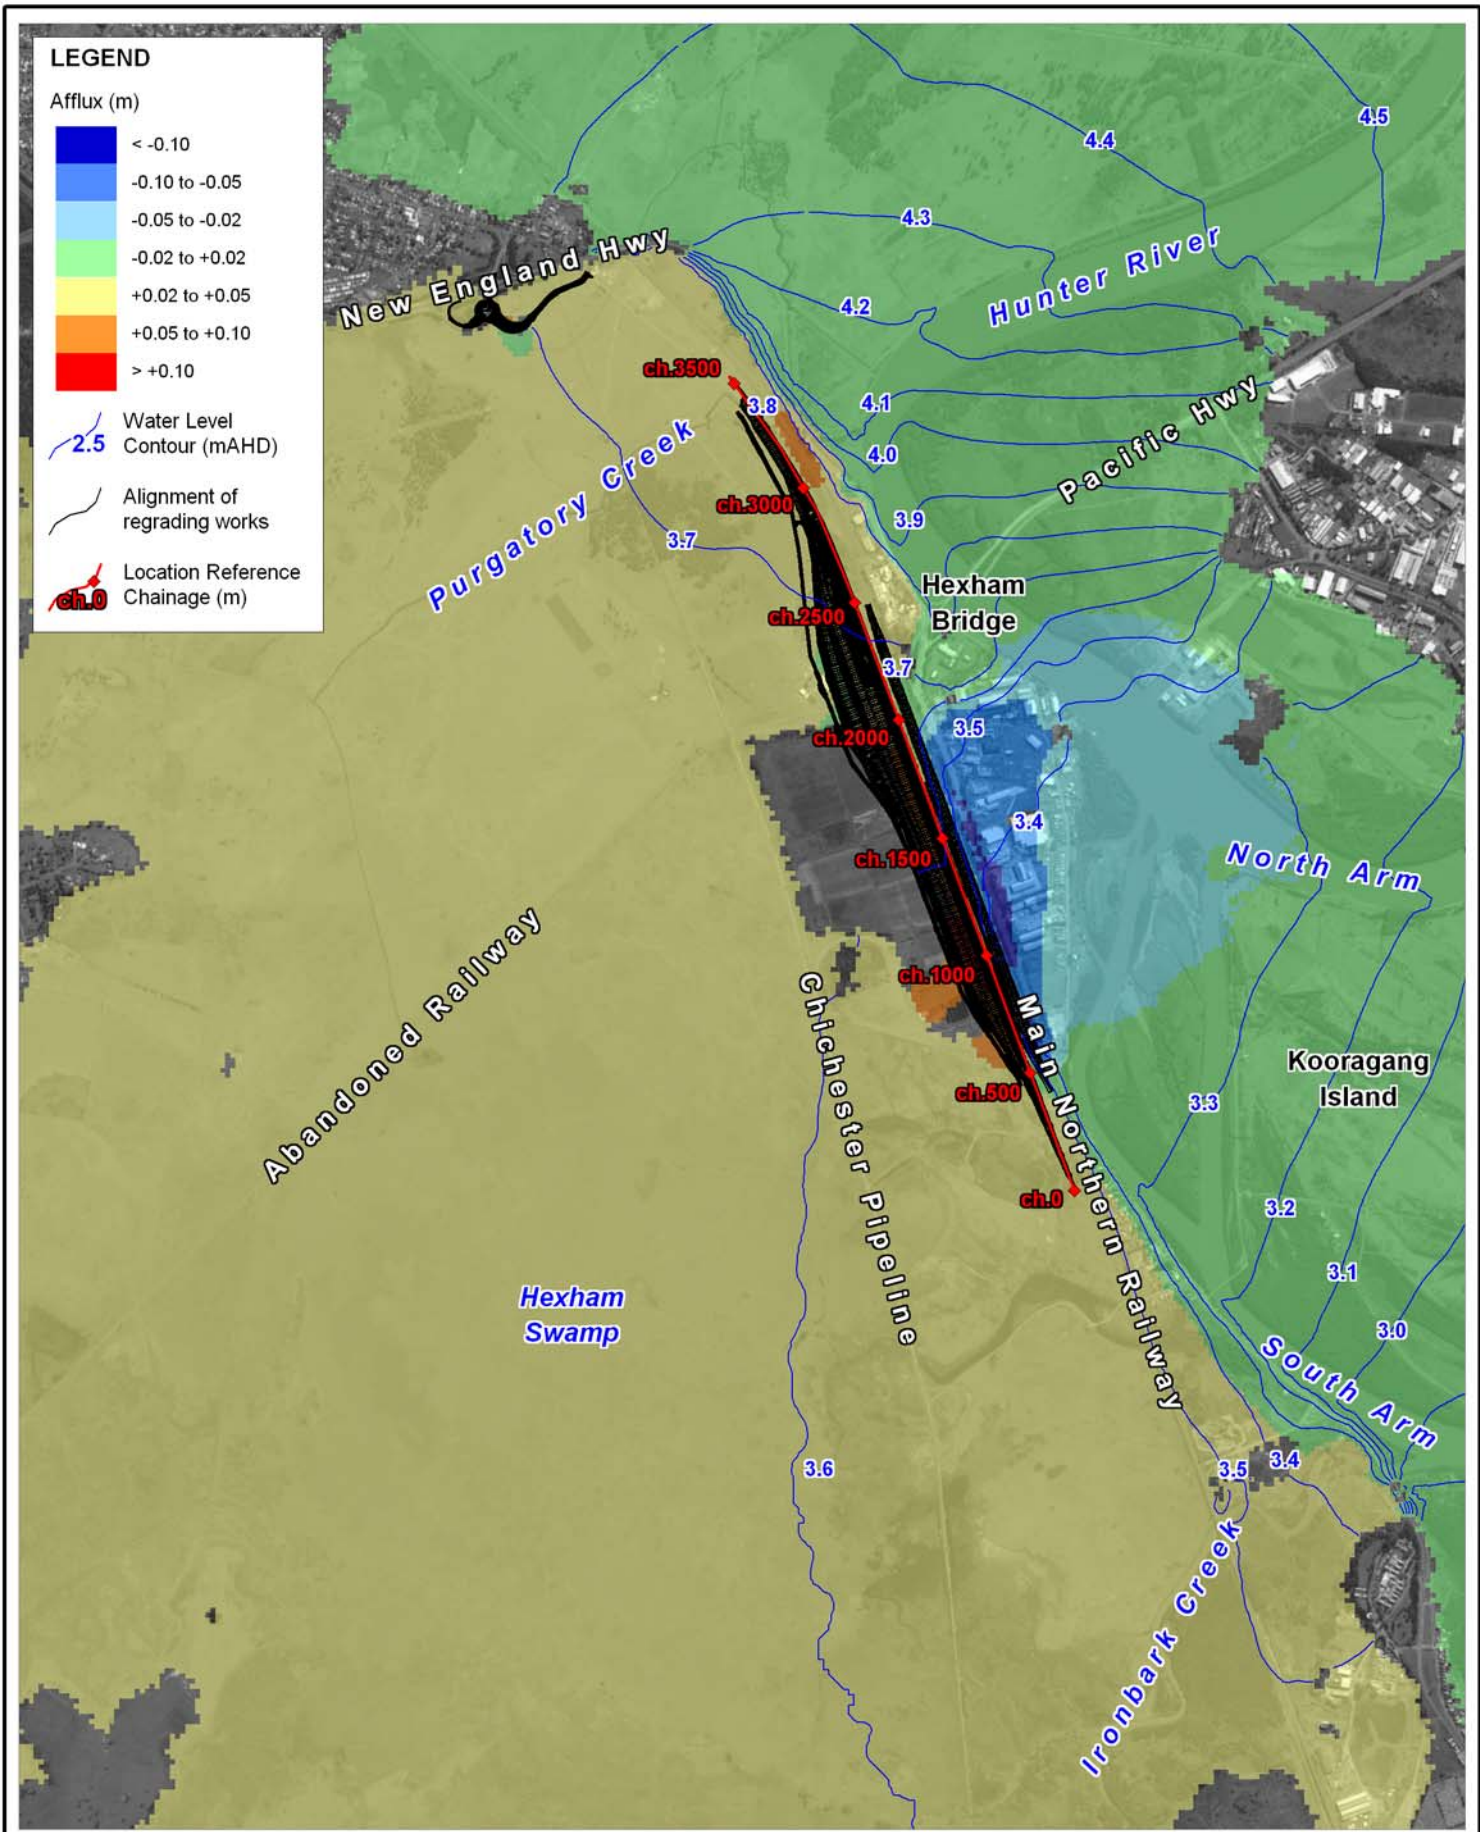 LEGEND
Afflux (m)
< -0.10
-0.10 to -0.05
-0.05 to -0.02
-0.02 to +0.02
+0.02 to +0.05
+0.05 to +0.10
> +0.10
2.5
Water Level
Contour (mAHD)
Alignment of
regrading works
ch.0
Location Reference
Chainage (m)
4.5
4.4
4.3
New England Hwy
Hunter River
4.2
ch.3500
3.8
4.1
Pacific Hwy
Purgatory Creek
4.0
ch.3000
3.9
3.7
Hexham
Bridge
ch.2500
3.7
ch.2000
3.5
3.4
ch.1500
North Arm
Abandoned Railway
ch.1000
Chichester Pipeline
Main Northern Railway
Kooragang
Island
ch.500
3.3
ch.0
3.2
3.1
Hexham
Swamp
3.0
South Arm
3.6
3.5
3.4
Ironbark Creek